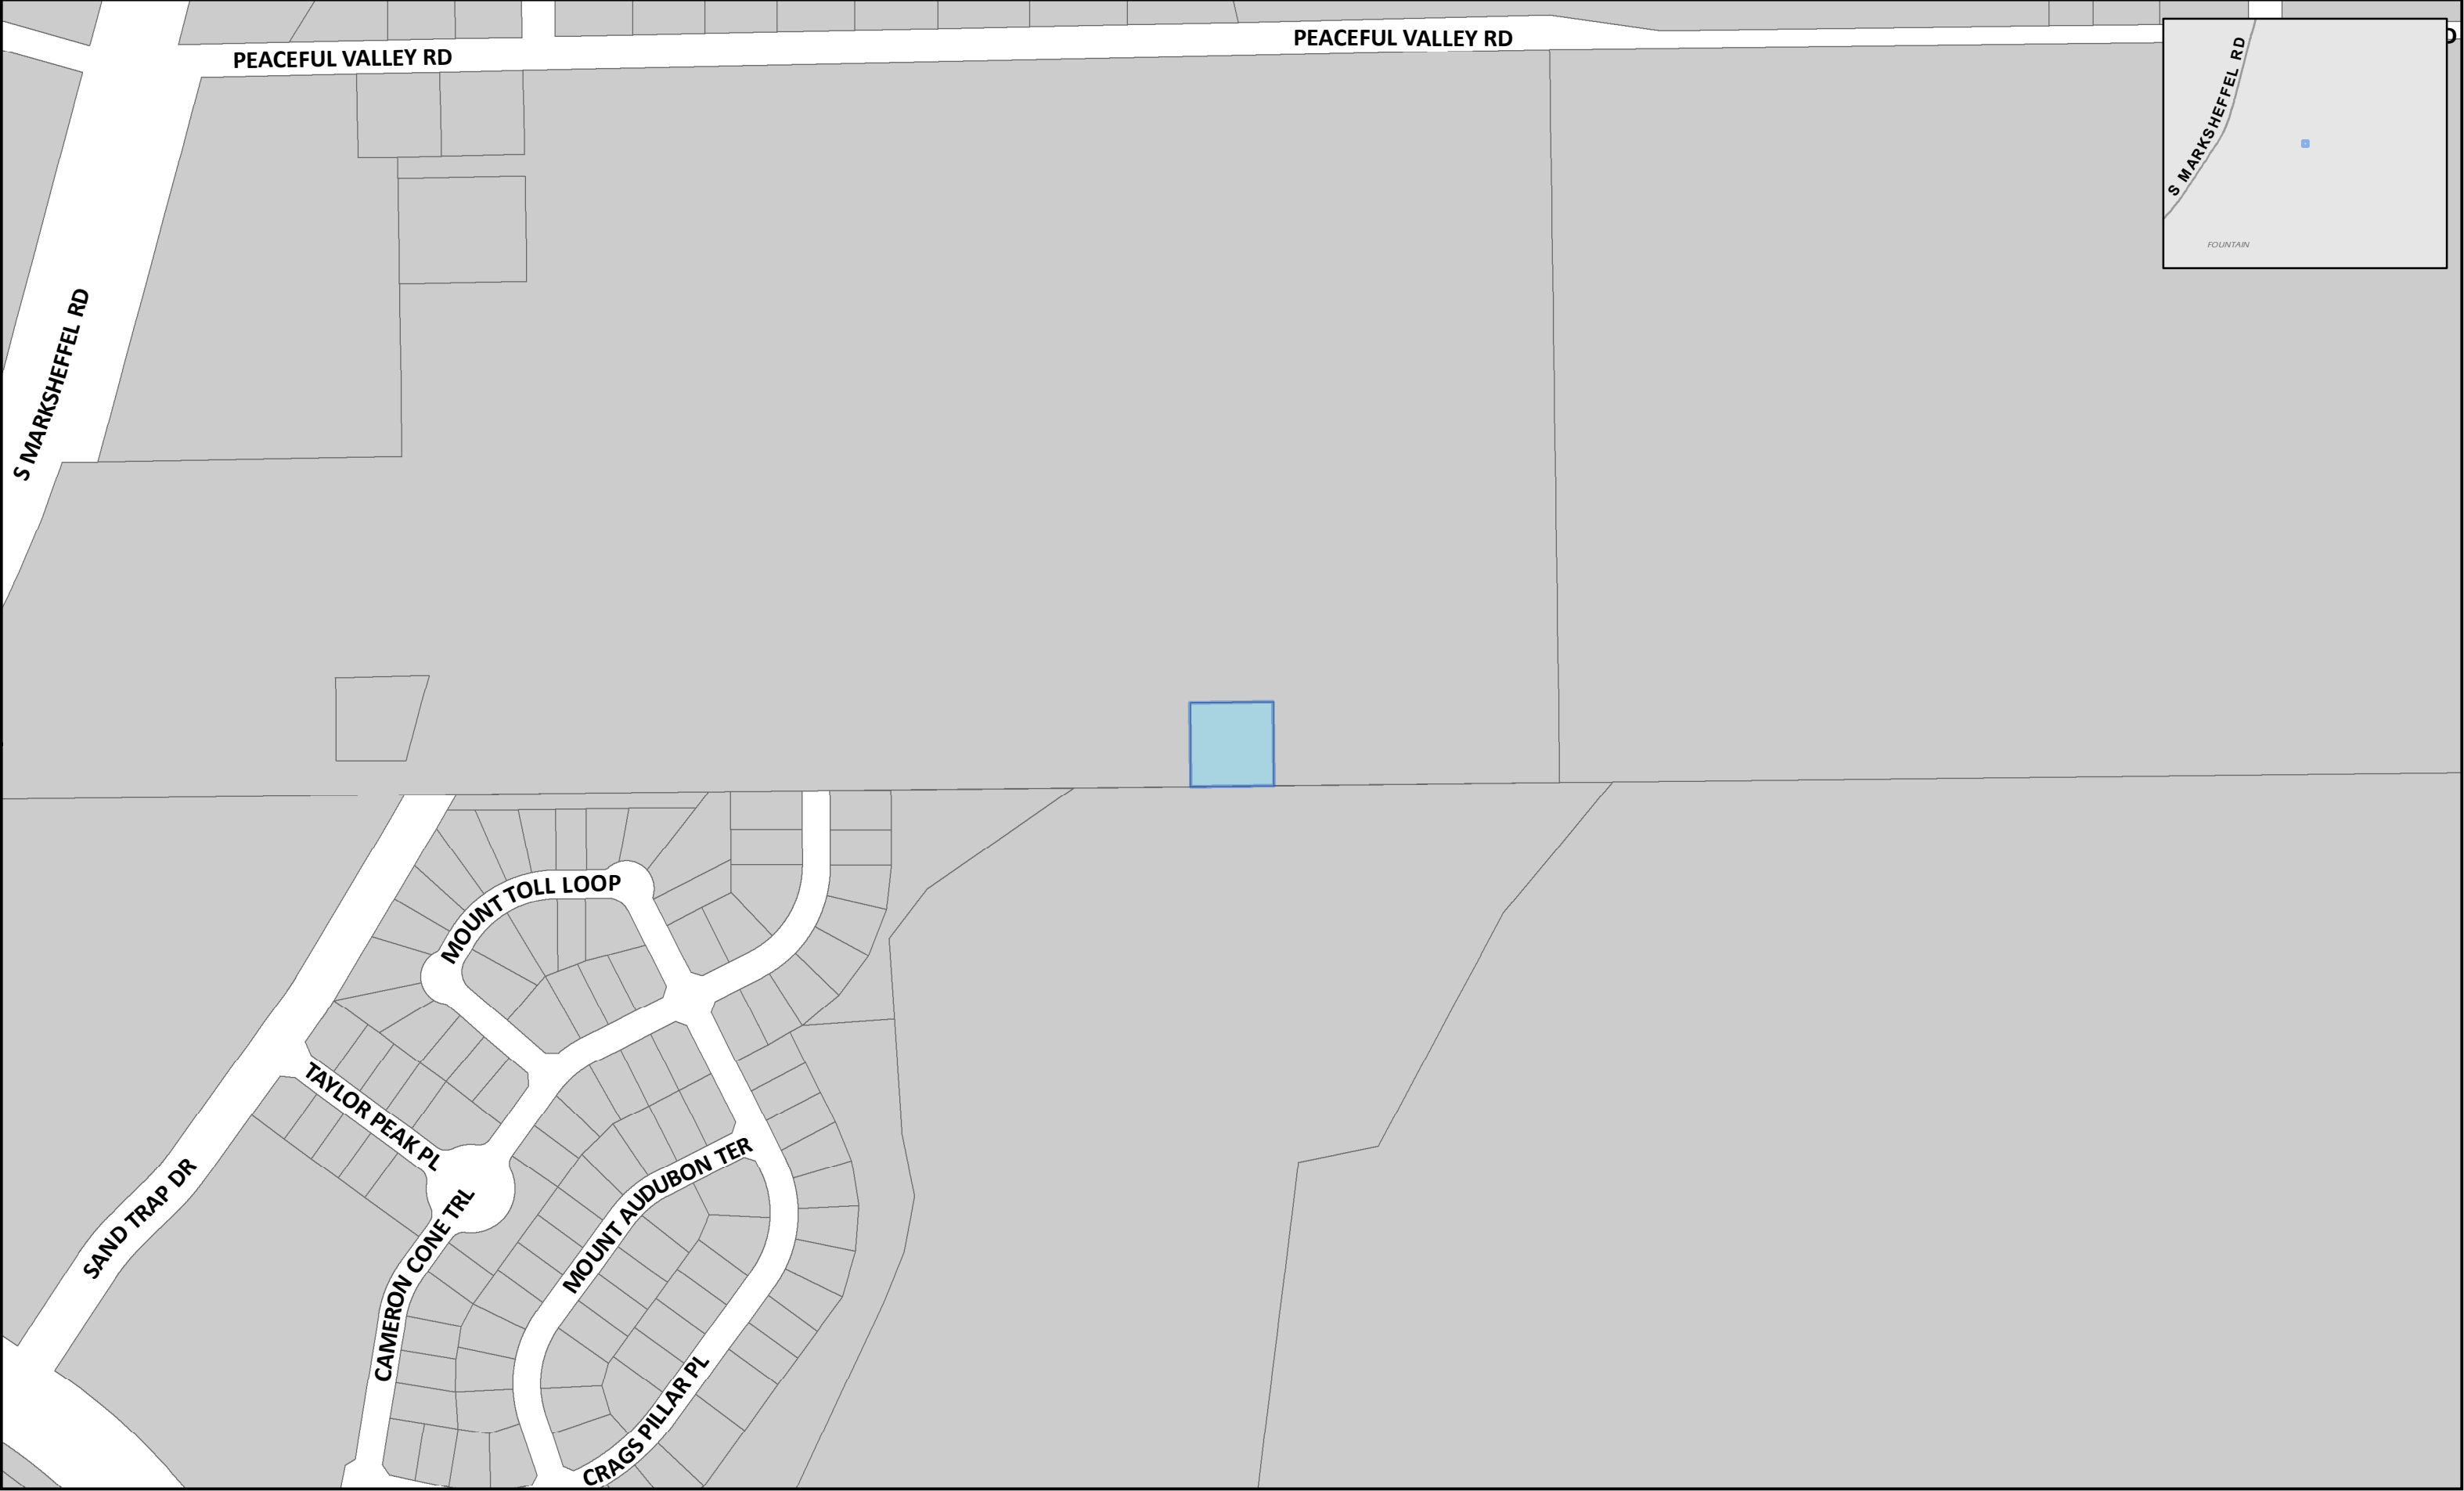 PEACEFUL VALLEY RD
PEACEFUL VALLEY RD
S MARKSHEFFEL RD
FOUNTAIN
S MARKSHEFFEL RD
MOUNT TOLL LOOP
TAYLOR PEAK PL
SAND TRAP DR
CAMERON CONE TRL
MOUNT AUDUBON TER
CRAGS PILLAR PL